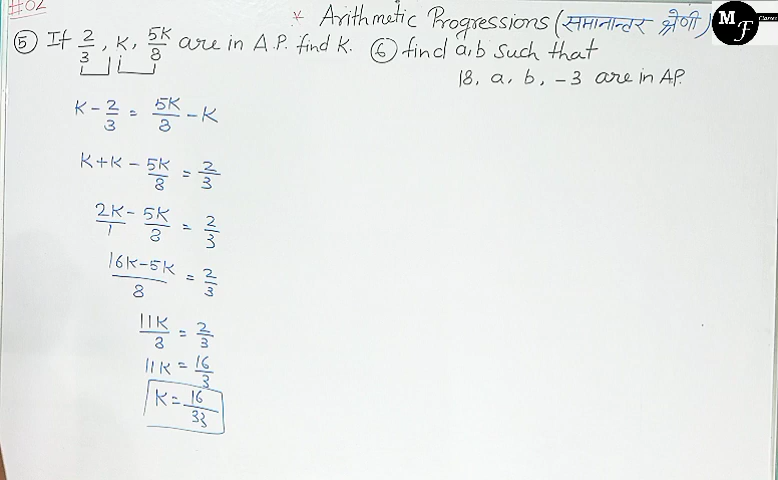 #02
* Arithmetic Progressions (समानान्तर श्रेणी)
MF Classes
⑤ If 2/3, K, 5K/8 are in A.P. find K.
⑥ find a,b such that
18, a, b, -3 are in AP.
K - 2/3 = 5K/8 - K
K + K - 5K/8 = 2/3
2K/1 - 5K/8 = 2/3
16K-5K/8 = 2/3
11K/8 = 2/3
11K = 16/3
K = 16/33